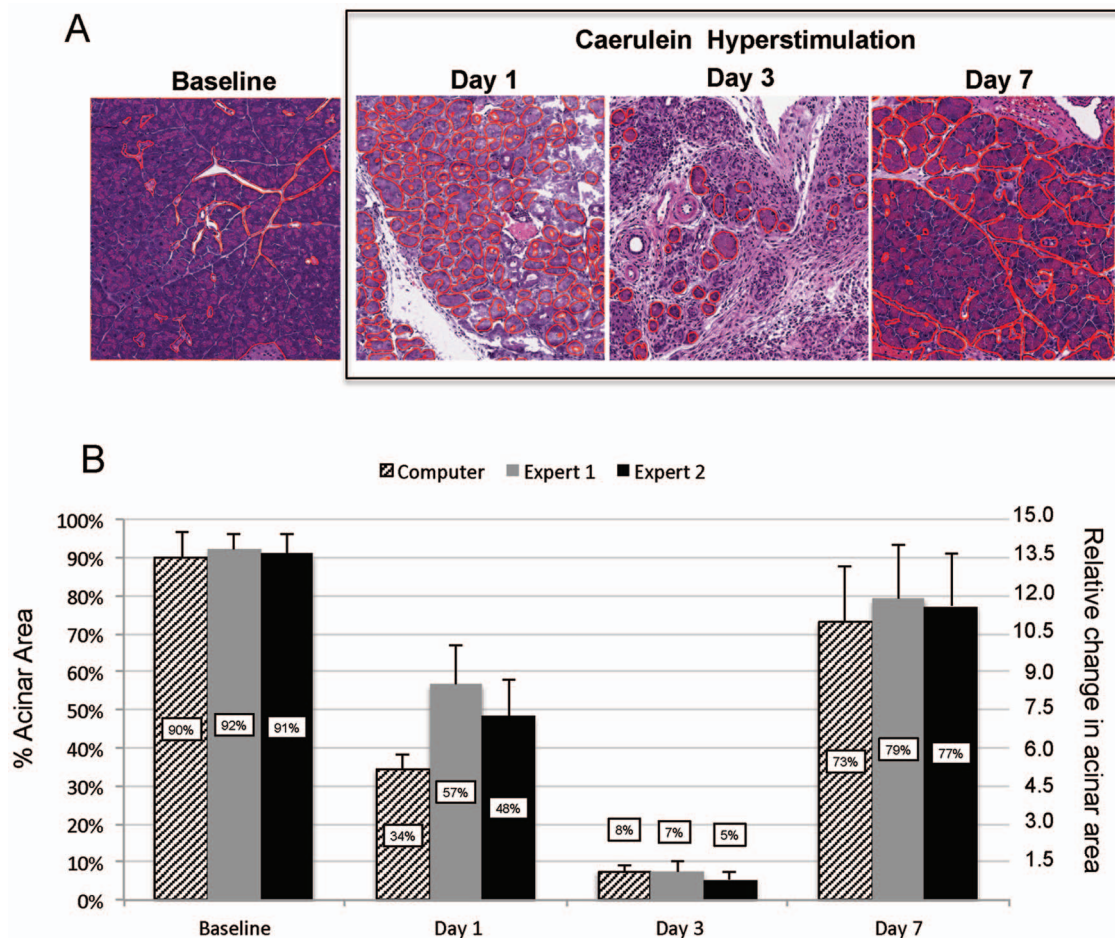 A
Caerulein Hyperstimulation
Baseline
Day 1
Day 3
Day 7
B
Computer
Expert 1
Expert 2
% Acinar Area
100%
90%
80%
70%
60%
50%
40%
30%
20%
10%
0%
90%
92%
91%
34%
57%
48%
8%
7%
5%
73%
79%
77%
15.0
13.5
12.0
10.5
9.0
7.5
6.0
4.5
3.0
1.5
Relative change in acinar area
Baseline
Day 1
Day 3
Day 7